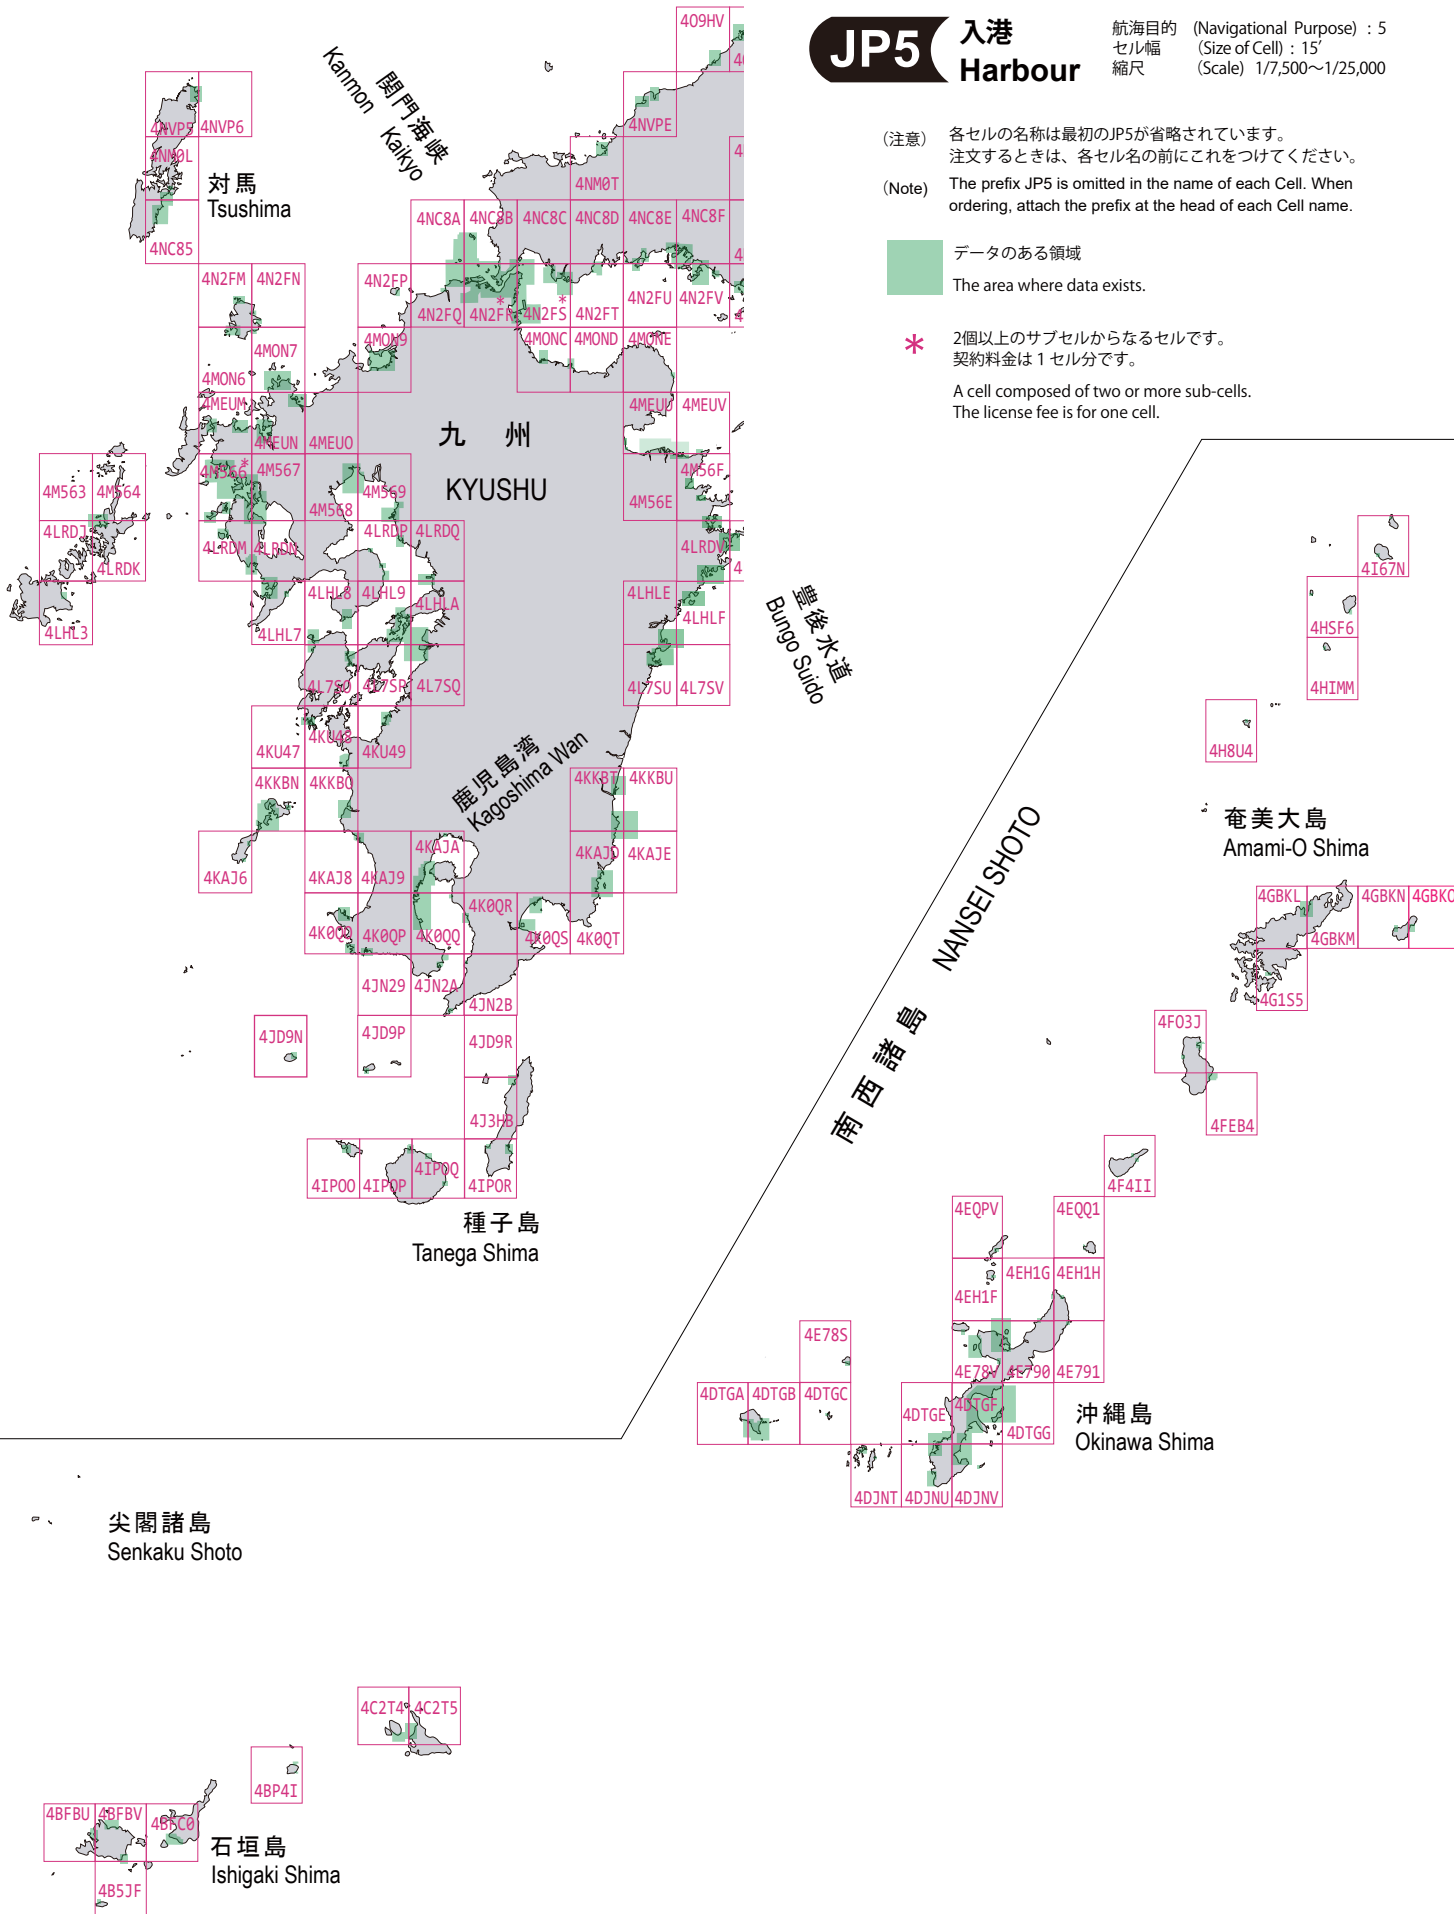 JP5
入港
Harbour
航海目的 (Navigational Purpose) : 5
セル幅 (Size of Cell) : 15′
縮尺 (Scale) 1/7,500～1/25,000
(注意) 各セルの名称は最初のJP5が省略されています。
注文するときは、各セル名の前にこれをつけてください。
(Note) The prefix JP5 is omitted in the name of each Cell. When
ordering, attach the prefix at the head of each Cell name.
データのある領域
The area where data exists.
* 2個以上のサブセルからなるセルです。
契約料金は１セル分です。
A cell composed of two or more sub-cells.
The license fee is for one cell.
関門海峡
Kanmon Kaikyo
対馬
Tsushima
九州
KYUSHU
豊後水道
Bungo Suido
鹿児島湾
Kagoshima Wan
種子島
Tanega Shima
南西諸島 NANSEI SHOTO
奄美大島
Amami-O Shima
沖縄島
Okinawa Shima
尖閣諸島
Senkaku Shoto
石垣島
Ishigaki Shima
4O9HV
4NVP5 4NVP6 4NVPE
4NM0L 4NM0T
4NC85 4NC8A 4NC8B 4NC8C 4NC8D 4NC8E 4NC8F
4N2FM 4N2FN 4N2FP 4N2FQ 4N2FR * 4N2FS * 4N2FT 4N2FU 4N2FV
4MON6 4MON7 4MON9 4MONC 4MOND 4MONE
4MEUM 4MEUN 4MEUO 4MEUU 4MEUV
4M563 4M564 4M566 * 4M567 4M568 4M569 4M56E 4M56F
4LRDJ 4LRDK 4LRDM 4LRDN 4LRDP 4LRDQ 4LRDV
4LHL3 4LHL7 4LHL8 4LHL9 4LHLA 4LHLE 4LHLF
4L7SO 4L7SP 4L7SQ 4L7SU 4L7SV
4KU47 4KU48 4KU49
4KKBN 4KKBO 4KKBT 4KKBU
4KAJ6 4KAJ8 4KAJ9 4KAJA 4KAJD 4KAJE
4K0QO 4K0QP 4K0QQ 4K0QR 4K0QS 4K0QT
4JN29 4JN2A 4JN2B
4JD9N 4JD9P 4JD9R
4J3HB
4IPOO 4IPOP 4IPOQ 4IPOR
4I67N
4HSF6
4HIMM
4H8U4
4GBKL 4GBKM 4GBKN 4GBKO
4G1S5
4FO3J
4FEB4
4F4II
4EQPV 4EQQ1
4EH1F 4EH1G 4EH1H
4E78S 4E78V 4E790 4E791
4DTGA 4DTGB 4DTGC 4DTGE 4DTGF 4DTGG
4DJNT 4DJNU 4DJNV
4C2T4 4C2T5
4BP4I
4BFBU 4BFBV 4BFC0
4B5JF